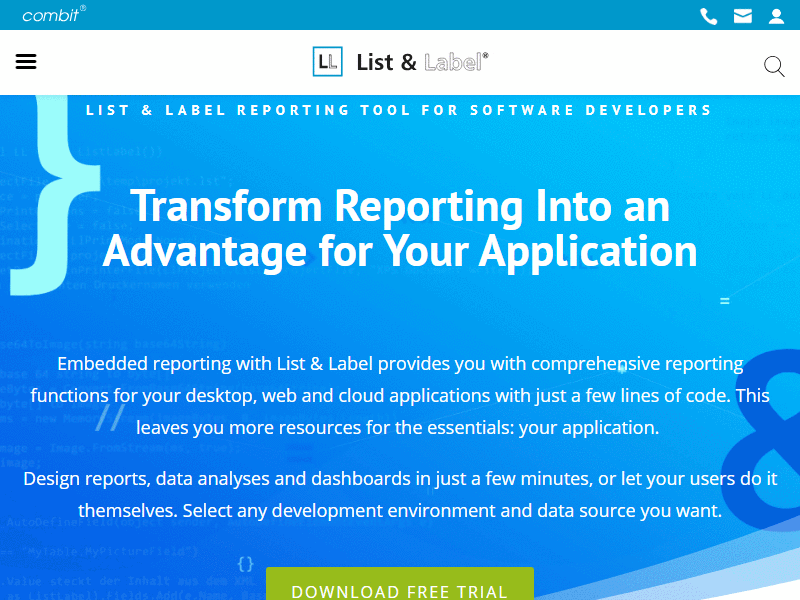 combit®
LL List & Label®
LIST & LABEL REPORTING TOOL FOR SOFTWARE DEVELOPERS
Transform Reporting Into an
Advantage for Your Application
Embedded reporting with List & Label provides you with comprehensive reporting
functions for your desktop, web and cloud applications with just a few lines of code. This
leaves you more resources for the essentials: your application.
Design reports, data analyses and dashboards in just a few minutes, or let your users do it
themselves. Select any development environment and data source you want.
DOWNLOAD FREE TRIAL